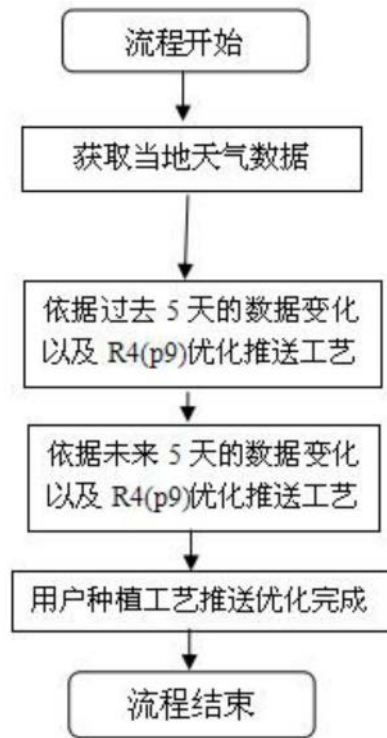 流程开始
获取当地天气数据
依据过去 5 天的数据变化
以及 R4(p9)优化推送工艺
依据未来 5 天的数据变化
以及 R4(p9)优化推送工艺
用户种植工艺推送优化完成
流程结束